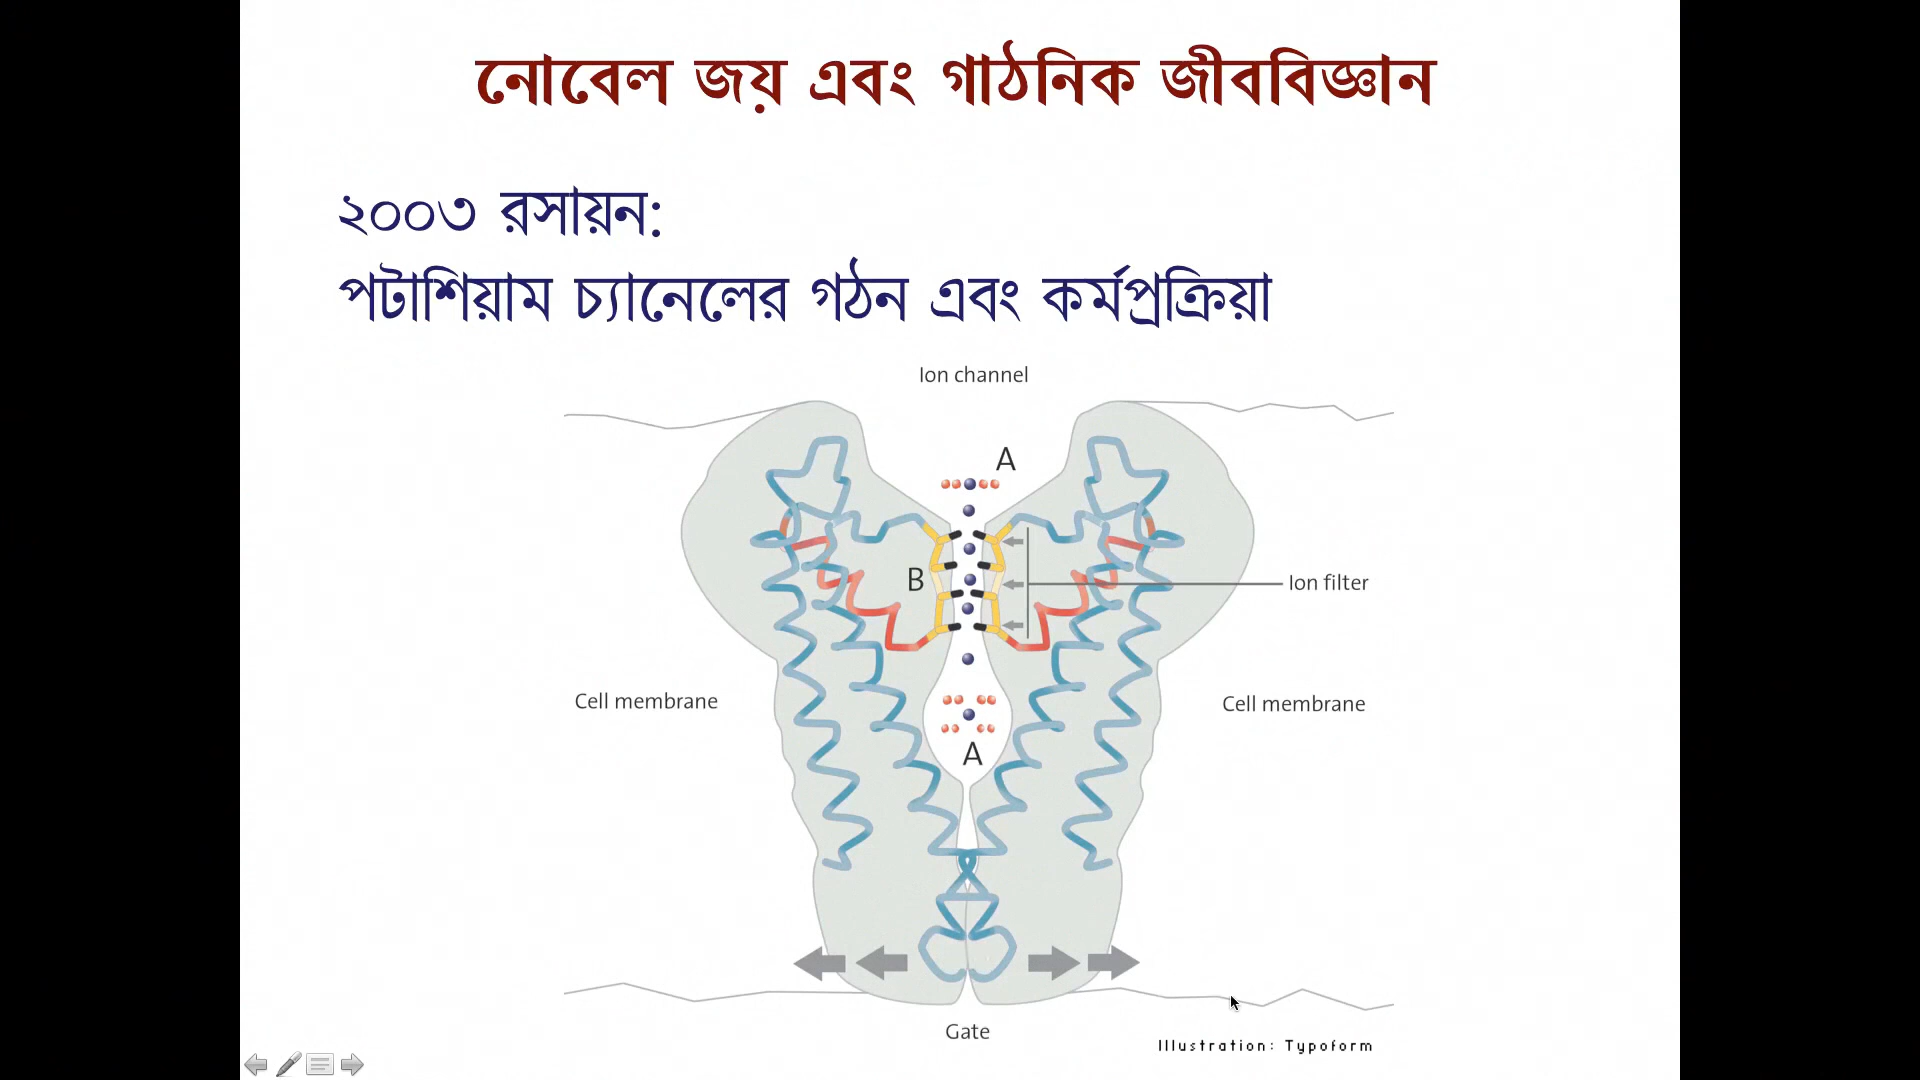 নোবেল জয় এবং গাঠনিক জীববিজ্ঞান
২০০৩ রসায়ন:
পটাশিয়াম চ্যানেলের গঠন এবং কর্মপ্রক্রিয়া
Ion channel
A
B
Ion filter
Cell membrane
Cell membrane
A
Gate
Illustration: Typoform